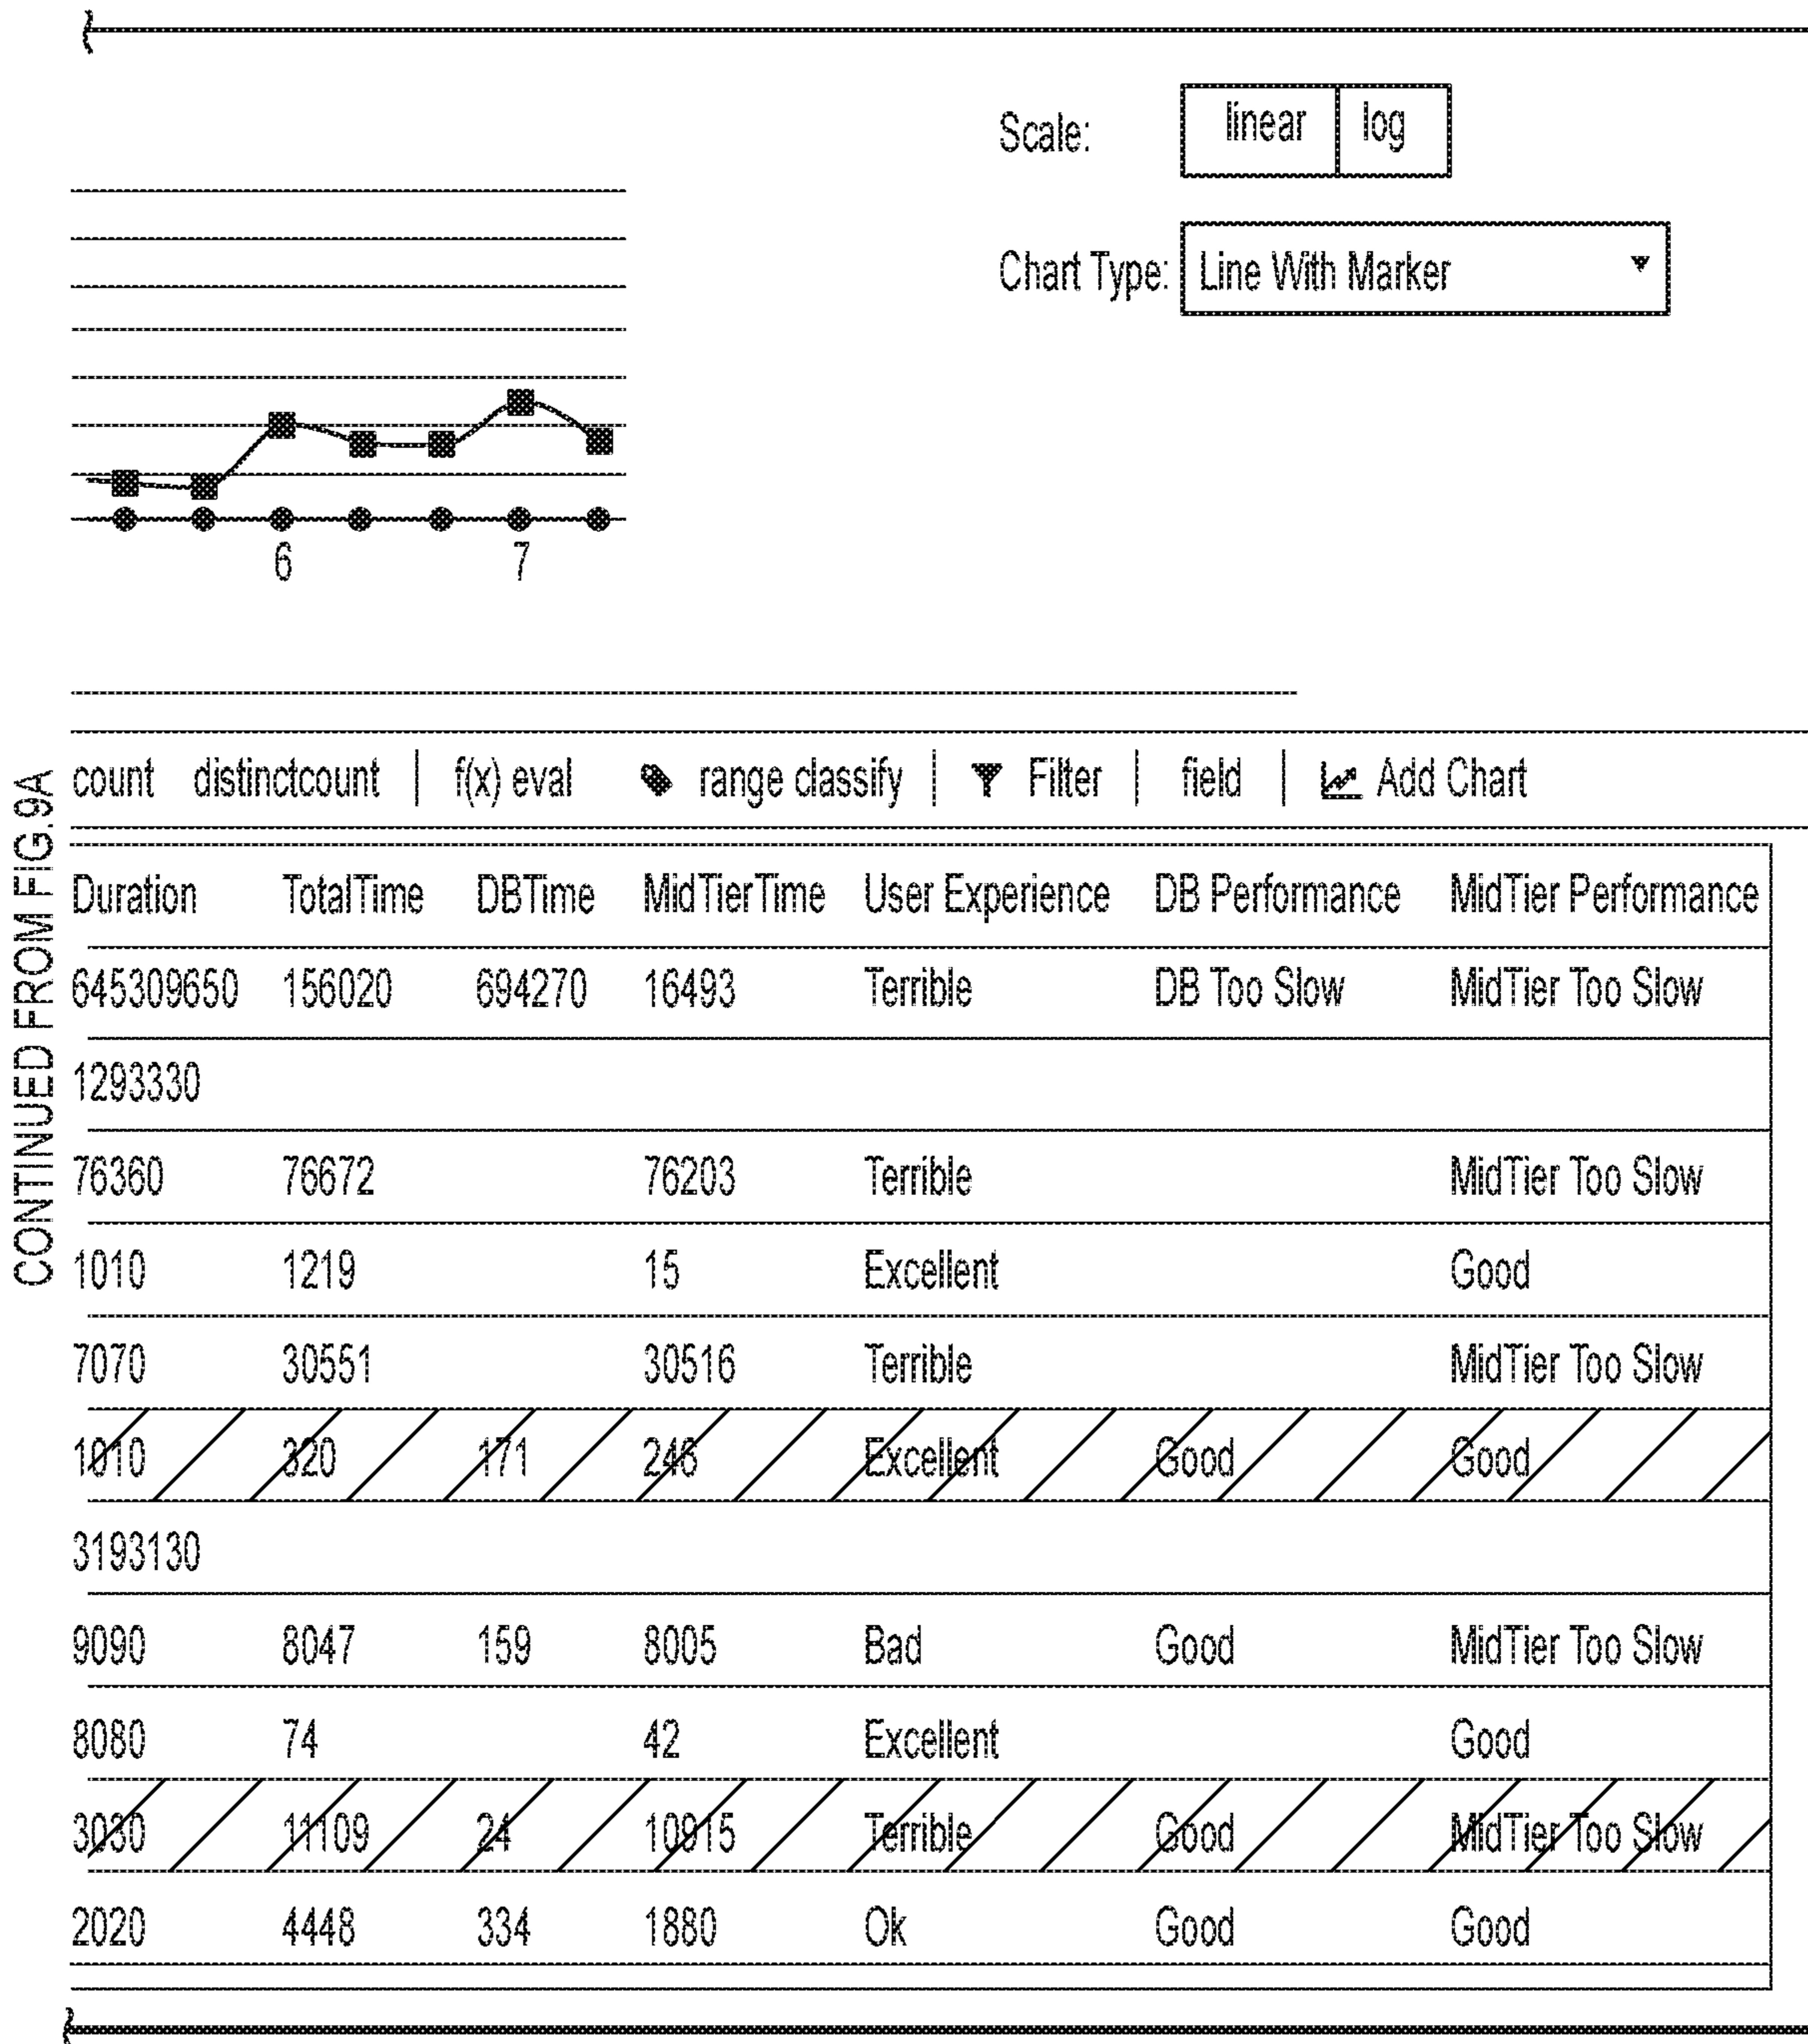 Scale: linear log
Chart Type: Line With Marker
6 7
CONTINUED FROM FIG.9A
count distinctcount | f(x) eval range classify | Filter | field | Add Chart
Duration TotalTime DBTime MidTierTime User Experience DB Performance MidTier Performance
645309650 156020 694270 16493 Terrible DB Too Slow MidTier Too Slow
1293330
76360 76672 76203 Terrible MidTier Too Slow
1010 1219 15 Excellent Good
7070 30551 30516 Terrible MidTier Too Slow
1010 320 171 246 Excellent Good Good
3193130
9090 8047 159 8005 Bad Good MidTier Too Slow
8080 74 42 Excellent Good
3030 11109 24 10915 Terrible Good MidTier Too Slow
2020 4448 334 1880 Ok Good Good